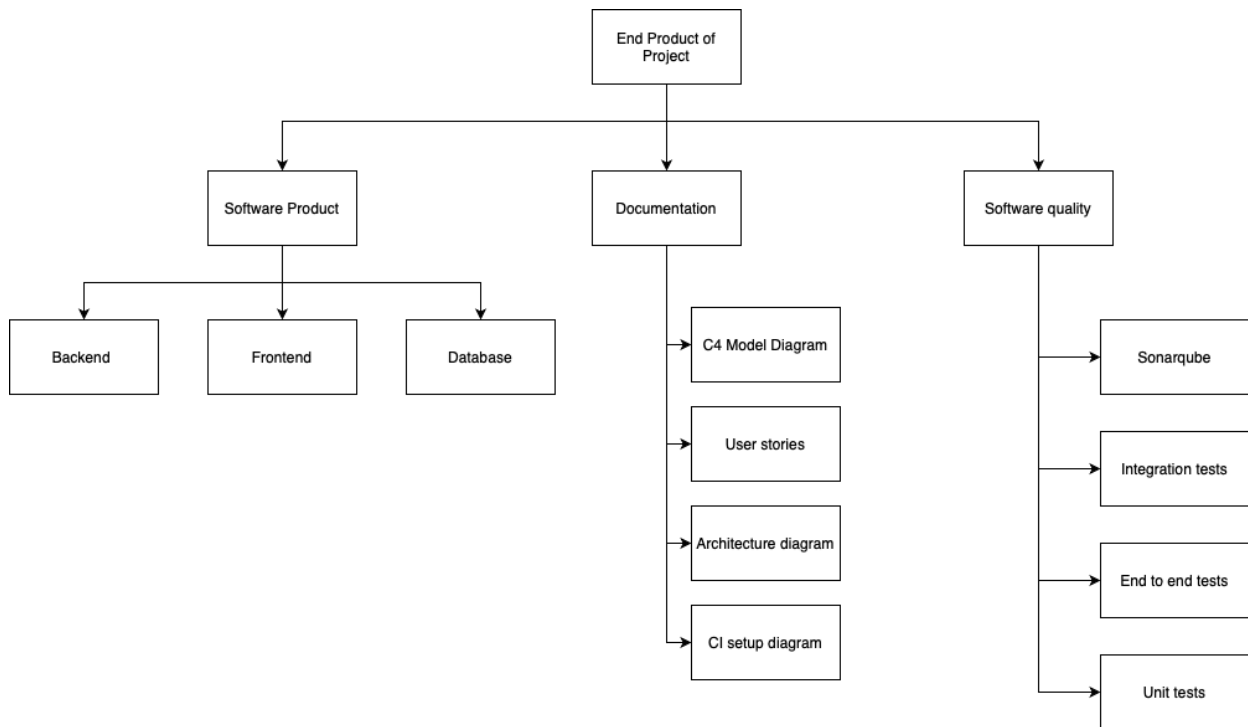 End Product of
Project
Software Product
Documentation
Software quality
Backend
Frontend
Database
C4 Model Diagram
User stories
Architecture diagram
CI setup diagram
Sonarqube
Integration tests
End to end tests
Unit tests